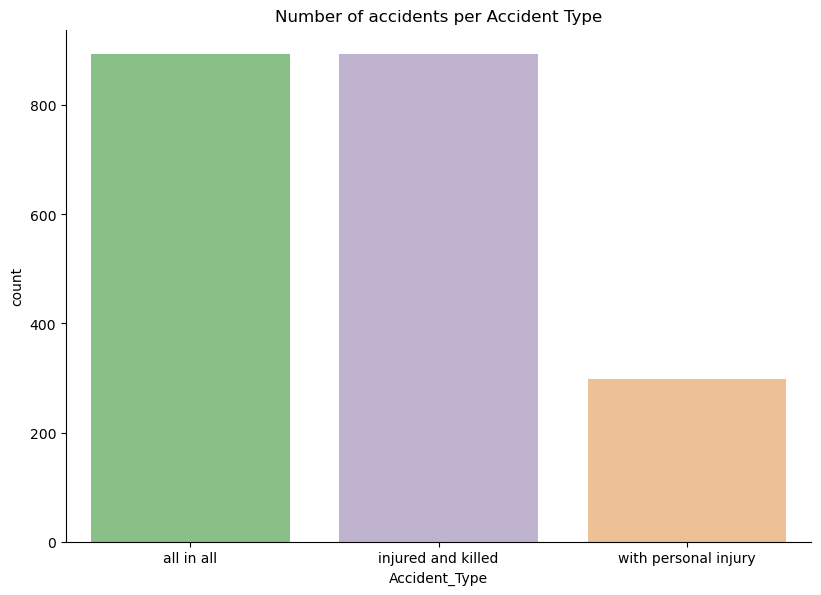 Number of accidents per Accident Type
count
800
600
400
200
0
all in all
injured and killed
with personal injury
Accident_Type